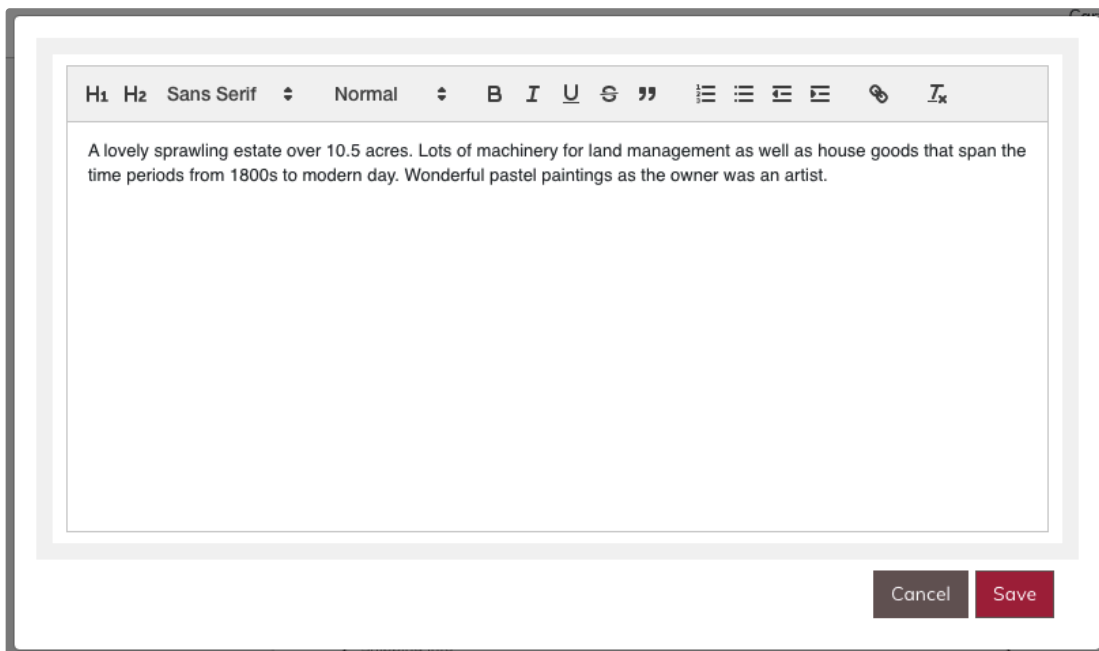 H1 H2 Sans Serif Normal B I U S
A lovely sprawling estate over 10.5 acres. Lots of machinery for land management as well as house goods that span the
time periods from 1800s to modern day. Wonderful pastel paintings as the owner was an artist.
Cancel Save